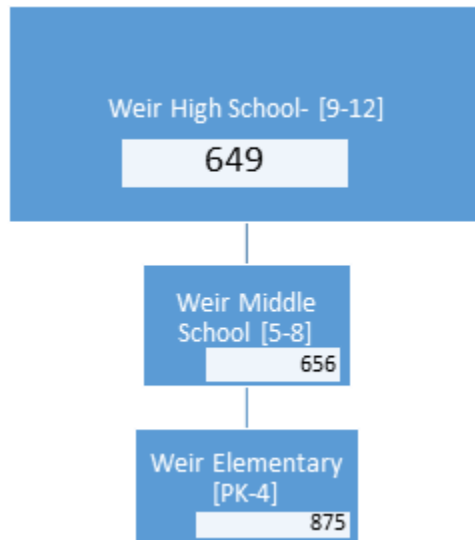 Weir High School- [9-12]
649
Weir Middle
School [5-8]
656
Weir Elementary
[PK-4]
875